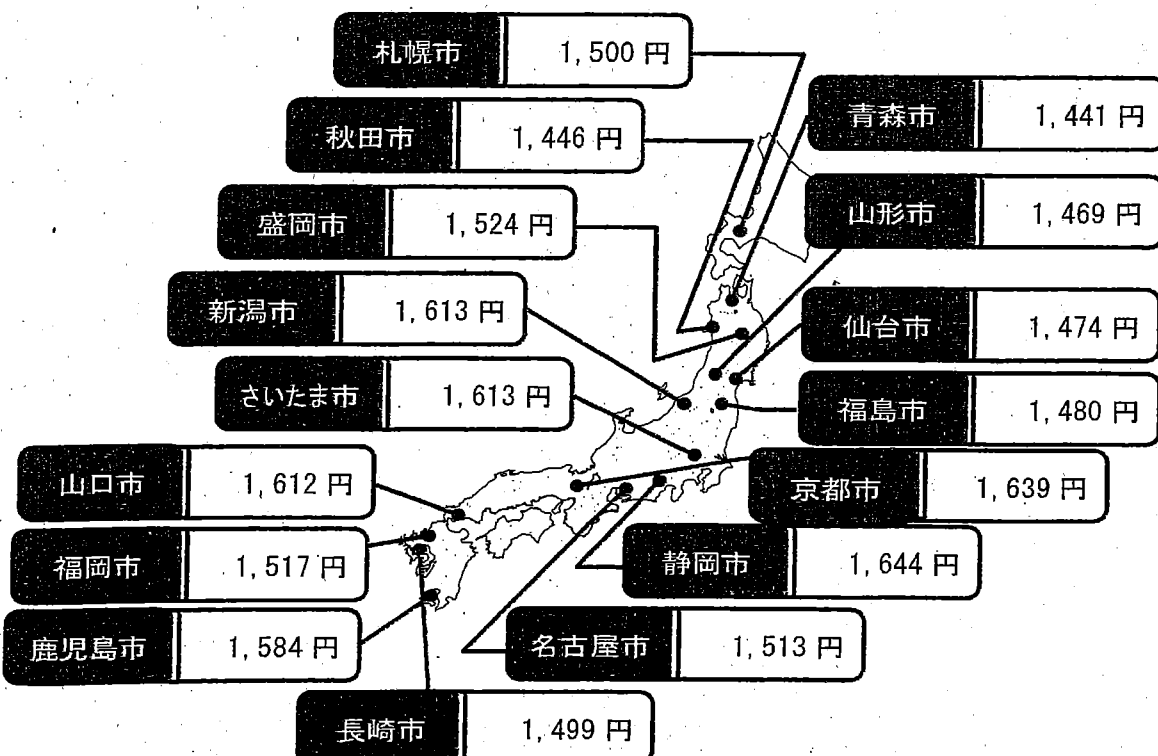 札幌市 1,500 円
青森市 1,441 円
秋田市 1,446 円
山形市 1,469 円
盛岡市 1,524 円
新潟市 1,613 円
仙台市 1,474 円
さいたま市 1,613 円
福島市 1,480 円
山口市 1,612 円
京都市 1,639 円
福岡市 1,517 円
静岡市 1,644 円
鹿児島市 1,584 円
名古屋市 1,513 円
長崎市 1,499 円